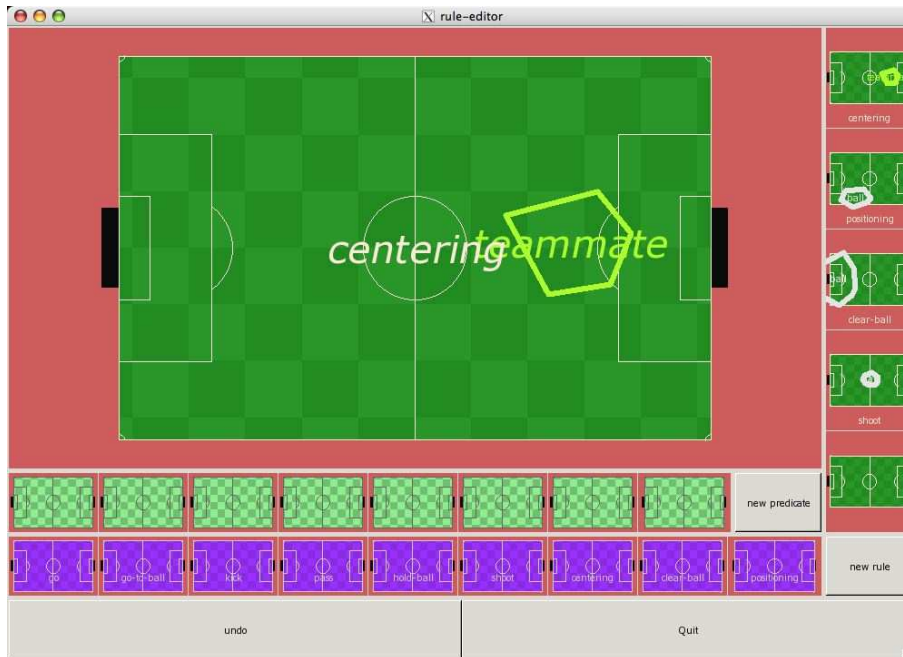 rule-editor
centering
teammate
centering
ball
positioning
ball
clear-ball
shoot
new predicate
go
go-to-ball
kick
pass
hold-ball
shoot
centering
clear-ball
positioning
new rule
undo
Quit